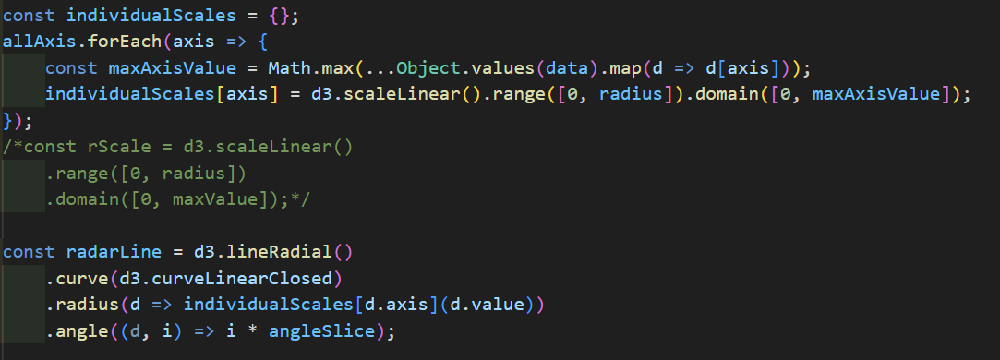 const individualScales = {};
allAxis.forEach(axis => {
    const maxAxisValue = Math.max(...Object.values(data).map(d => d[axis]));
    individualScales[axis] = d3.scaleLinear().range([0, radius]).domain([0, maxAxisValue]);
});
/*const rScale = d3.scaleLinear()
    .range([0, radius])
    .domain([0, maxValue]);*/

const radarLine = d3.lineRadial()
    .curve(d3.curveLinearClosed)
    .radius(d => individualScales[d.axis](d.value))
    .angle((d, i) => i * angleSlice);